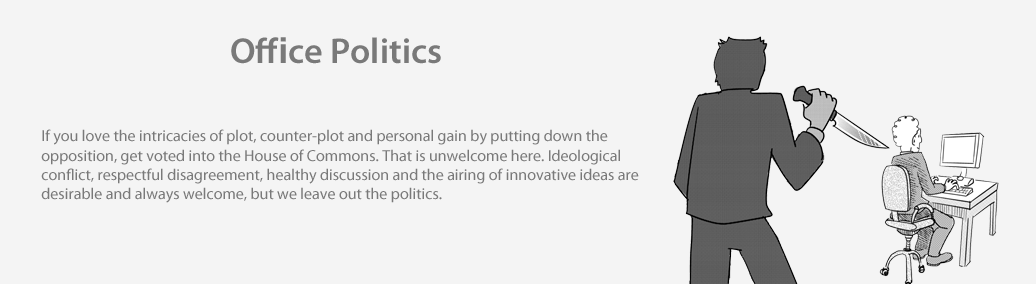 Office Politics
If you love the intricacies of plot, counter-plot and personal gain by putting down the
opposition, get voted into the House of Commons. That is unwelcome here. Ideological
conflict, respectful disagreement, healthy discussion and the airing of innovative ideas are
desirable and always welcome, but we leave out the politics.